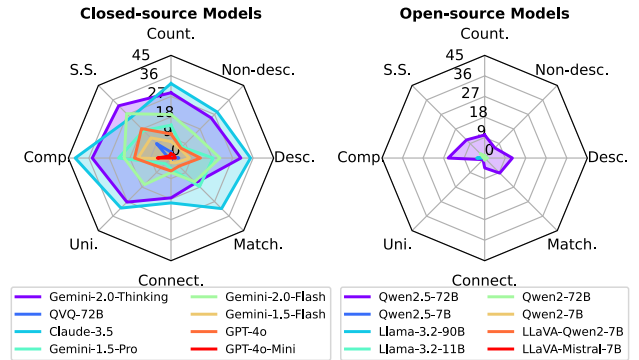 Closed-source Models
Count.
45
36
27
18
9
0
S.S.
Non-desc.
Comp.
Desc.
Uni.
Match.
Connect.
Gemini-2.0-Thinking
QVQ-72B
Claude-3.5
Gemini-1.5-Pro
Gemini-2.0-Flash
Gemini-1.5-Flash
GPT-4o
GPT-4o-Mini
Open-source Models
Count.
45
36
27
18
9
0
S.S.
Non-desc.
Comp.
Desc.
Uni.
Match.
Connect.
Qwen2.5-72B
Qwen2.5-7B
Llama-3.2-90B
Llama-3.2-11B
Qwen2-72B
Qwen2-7B
LLaVA-Qwen2-7B
LLaVA-Mistral-7B